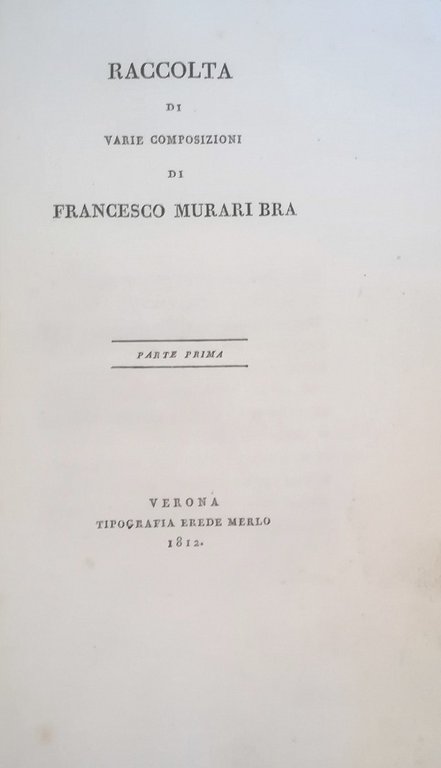 RACCOLTA
DI
VARIE COMPOSIZIONI
DI
FRANCESCO MURARI BRA
PARTE PRIMA
VERONA
TIPOGRAFIA EREDE MERLO
1812.